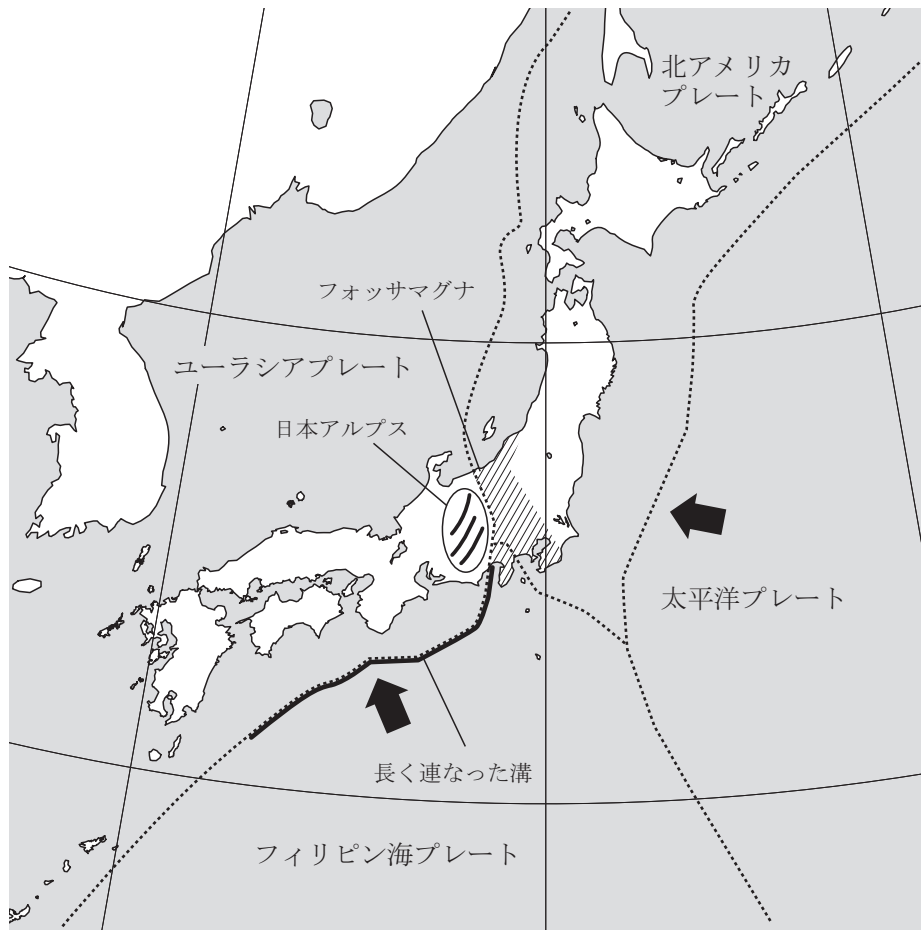 北アメリカ
プレート
フォッサマグナ
ユーラシアプレート
日本アルプス
太平洋プレート
長く連なった溝
フィリピン海プレート